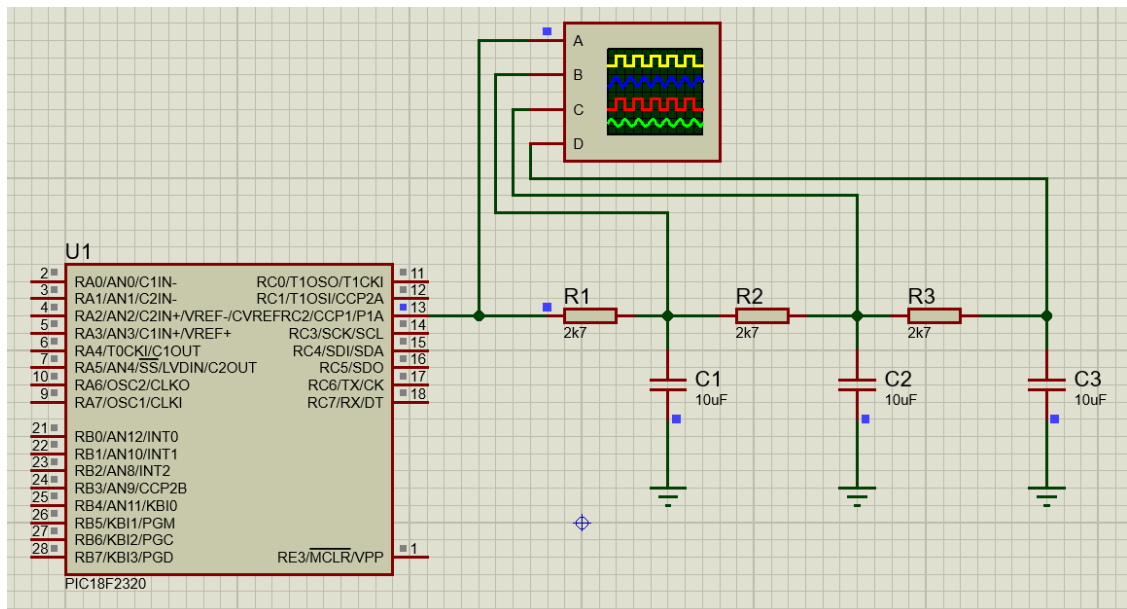 A
B
C
D
U1
2 RA0/AN0/C1IN- RC0/T1OSO/T1CKI 11
3 RA1/AN1/C2IN- RC1/T1OSI/CCP2A 12
4 RA2/AN2/C2IN+/VREF-/CVREFRC2/CCP1/P1A 13
5 RA3/AN3/C1IN+/VREF+ RC3/SCK/SCL 14
6 RA4/T0CKI/C1OUT RC4/SDI/SDA 15
7 RA5/AN4/SS/LVDIN/C2OUT RC5/SDO 16
10 RA6/OSC2/CLKO RC6/TX/CK 17
9 RA7/OSC1/CLKI RC7/RX/DT 18
21 RB0/AN12/INT0
22 RB1/AN10/INT1
23 RB2/AN8/INT2
24 RB3/AN9/CCP2B
25 RB4/AN11/KBI0
26 RB5/KBI1/PGM
27 RB6/KBI2/PGC
28 RB7/KBI3/PGD RE3/MCLR/VPP 1
PIC18F2320
R1 R2 R3
2k7 2k7 2k7
C1 C2 C3
10uF 10uF 10uF